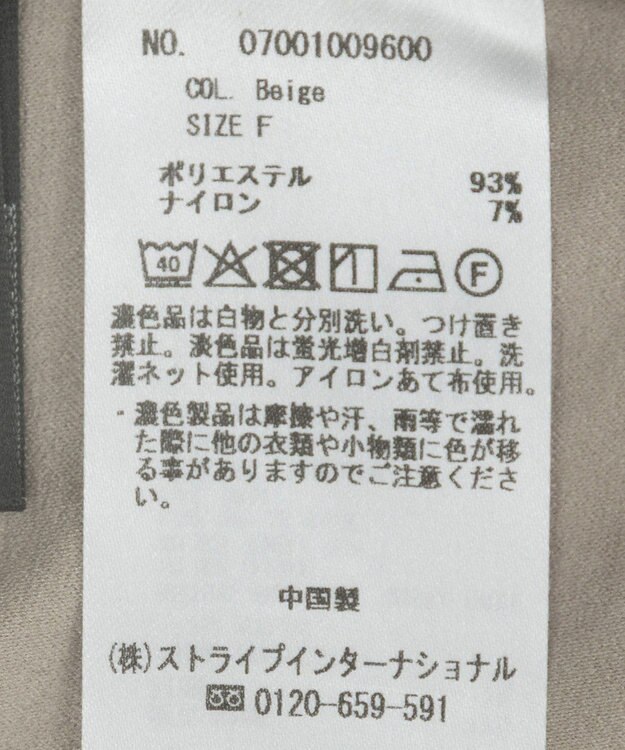 NO. 07001009600
COL. Beige
SIZE F
ポリエステル 93%
ナイロン 7%
40 F
濃色品は白物と分別洗い。つけ置き
禁止。淡色品は蛍光増白剤禁止。洗
濯ネット使用。アイロンあて布使用。
・濃色製品は摩擦や汗、雨等で濡れ
た際に他の衣類や小物類に色が移
る事がありますのでご注意くださ
い。
中国製
(株)ストライプインターナショナル
0120-659-591